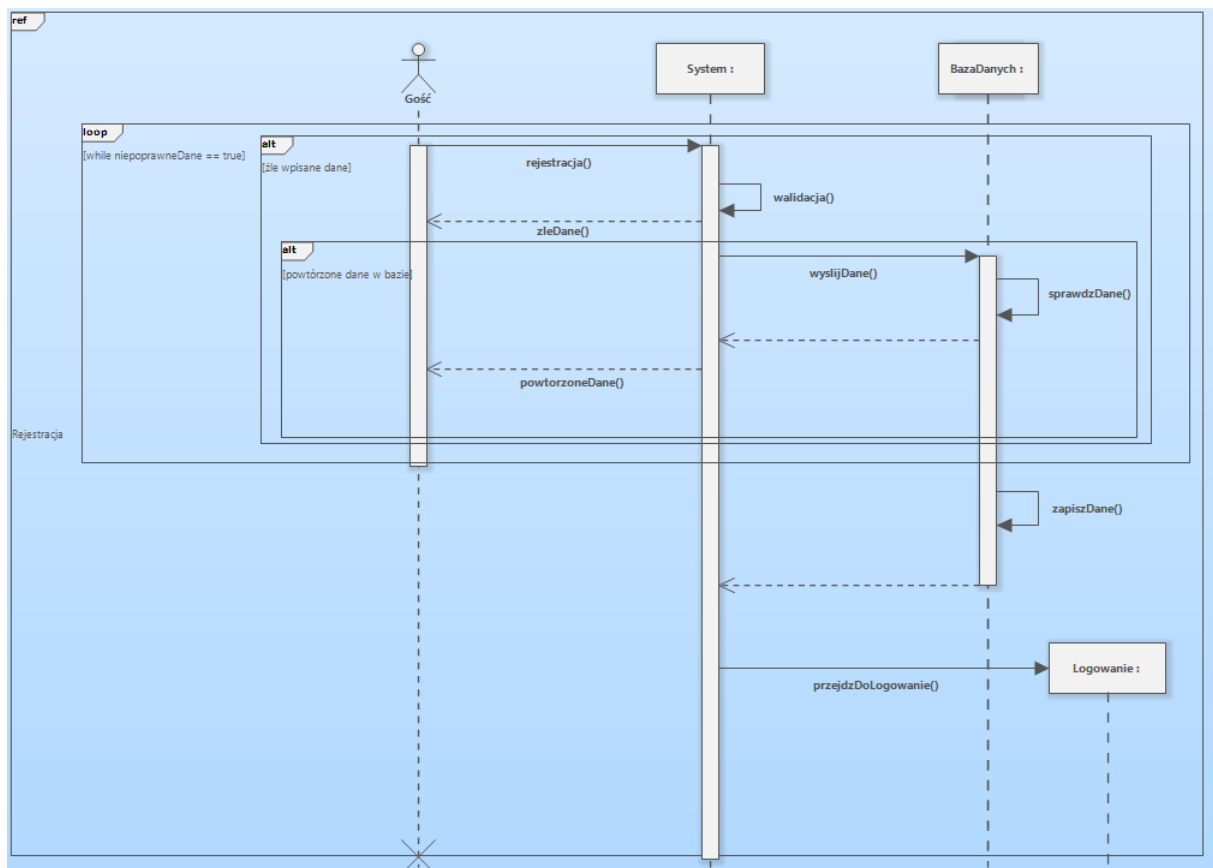 ref
System :
BazaDanych :
Gość
loop
[while niepoprawneDane == true]
alt
[źle wpisane dane]
rejestracja()
walidacja()
zleDane()
alt
[powtórzone dane w bazie]
wyslijDane()
sprawdzDane()
powtorzoneDane()
Rejestracja
zapiszDane()
Logowanie :
przejdzDoLogowanie()